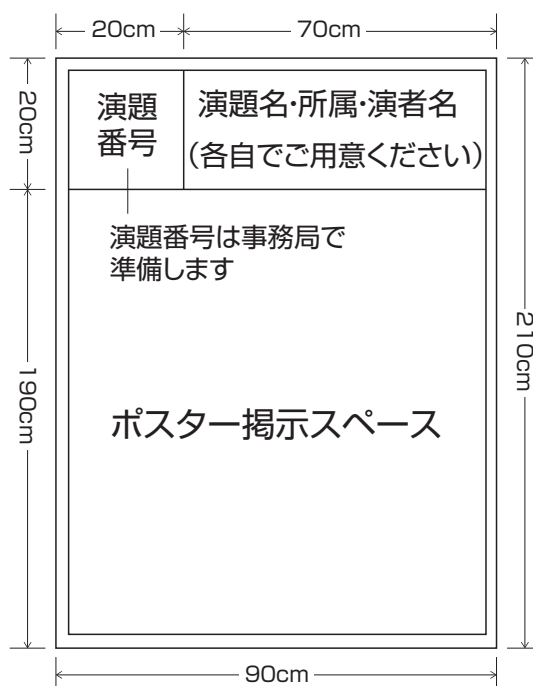 20cm
70cm
20cm
演題
番号
演題名・所属・演者名
（各自でご用意ください）
演題番号は事務局で
準備します
190cm
210cm
ポスター掲示スペース
90cm